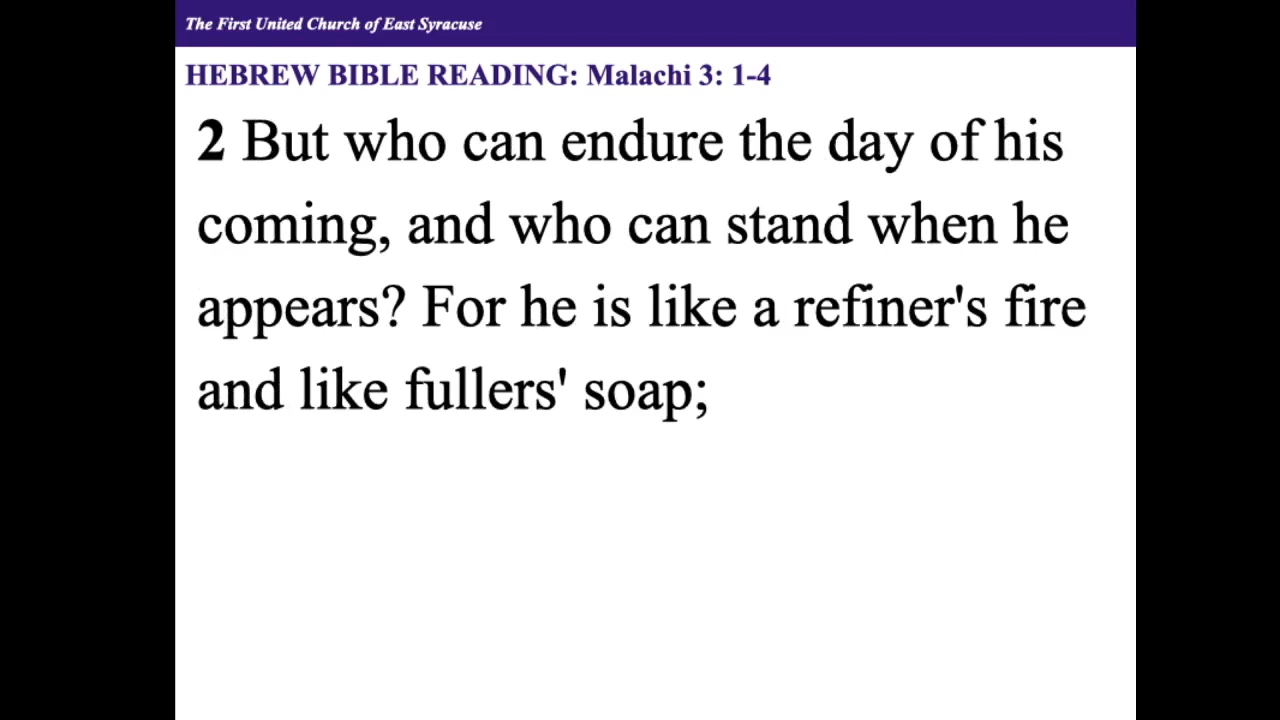 The First United Church of East Syracuse
HEBREW BIBLE READING: Malachi 3: 1-4
2 But who can endure the day of his
coming, and who can stand when he
appears? For he is like a refiner's fire
and like fullers' soap;